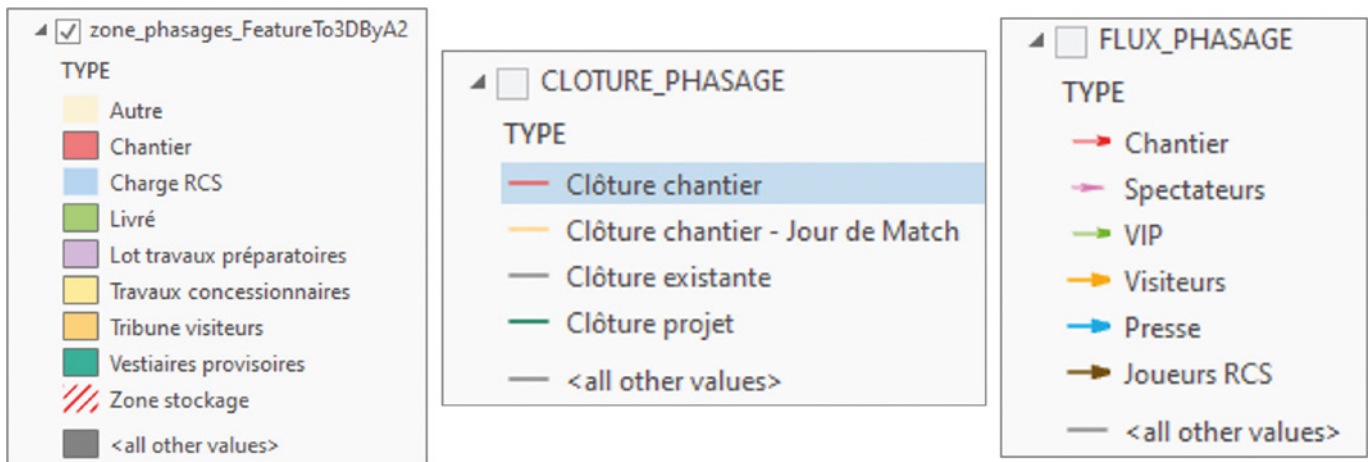 zone_phasages_FeatureTo3DByA2
TYPE
Autre
Chantier
Charge RCS
Livré
Lot travaux préparatoires
Travaux concessionnaires
Tribune visiteurs
Vestiaires provisoires
Zone stockage
<all other values>
CLOTURE_PHASAGE
TYPE
Clôture chantier
Clôture chantier - Jour de Match
Clôture existante
Clôture projet
<all other values>
FLUX_PHASAGE
TYPE
Chantier
Spectateurs
VIP
Visiteurs
Presse
Joueurs RCS
<all other values>